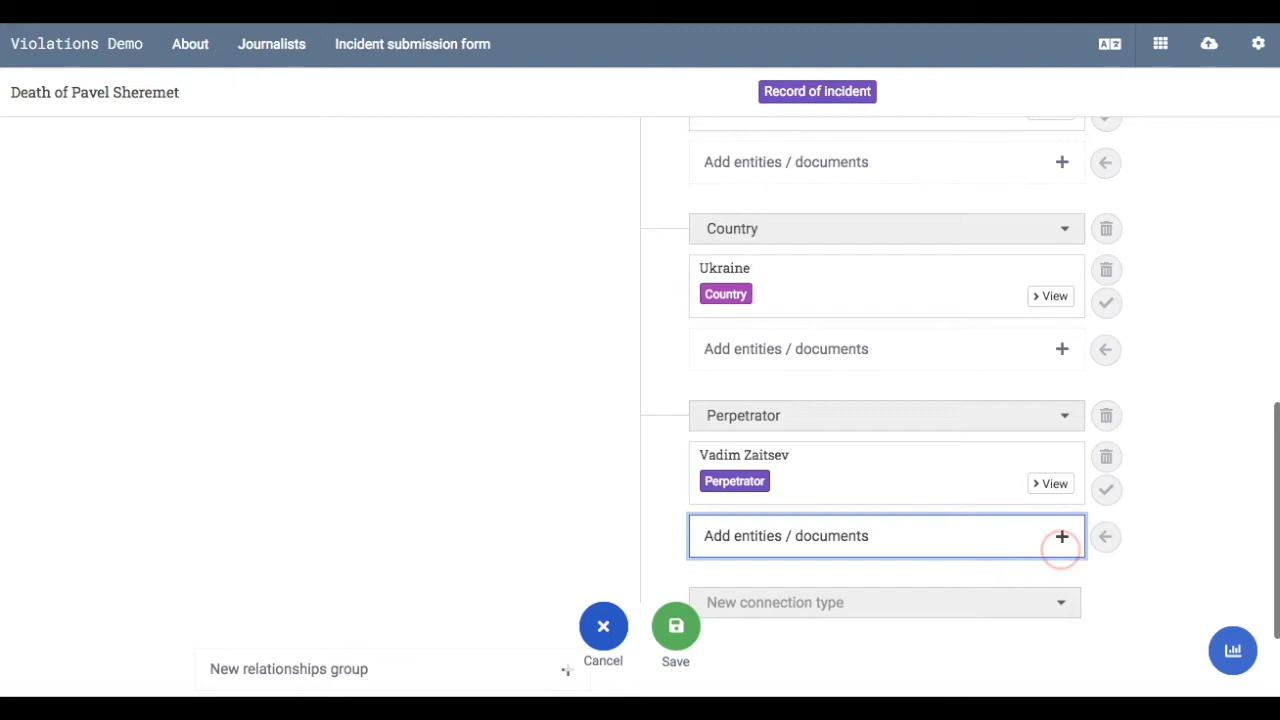 Violations Demo About Journalists Incident submission form
Death of Pavel Sheremet Record of incident
Add entities / documents
Country
Ukraine
Country View
Add entities / documents
Perpetrator
Vadim Zaitsev
Perpetrator View
Add entities / documents
New connection type
Cancel Save
New relationships group